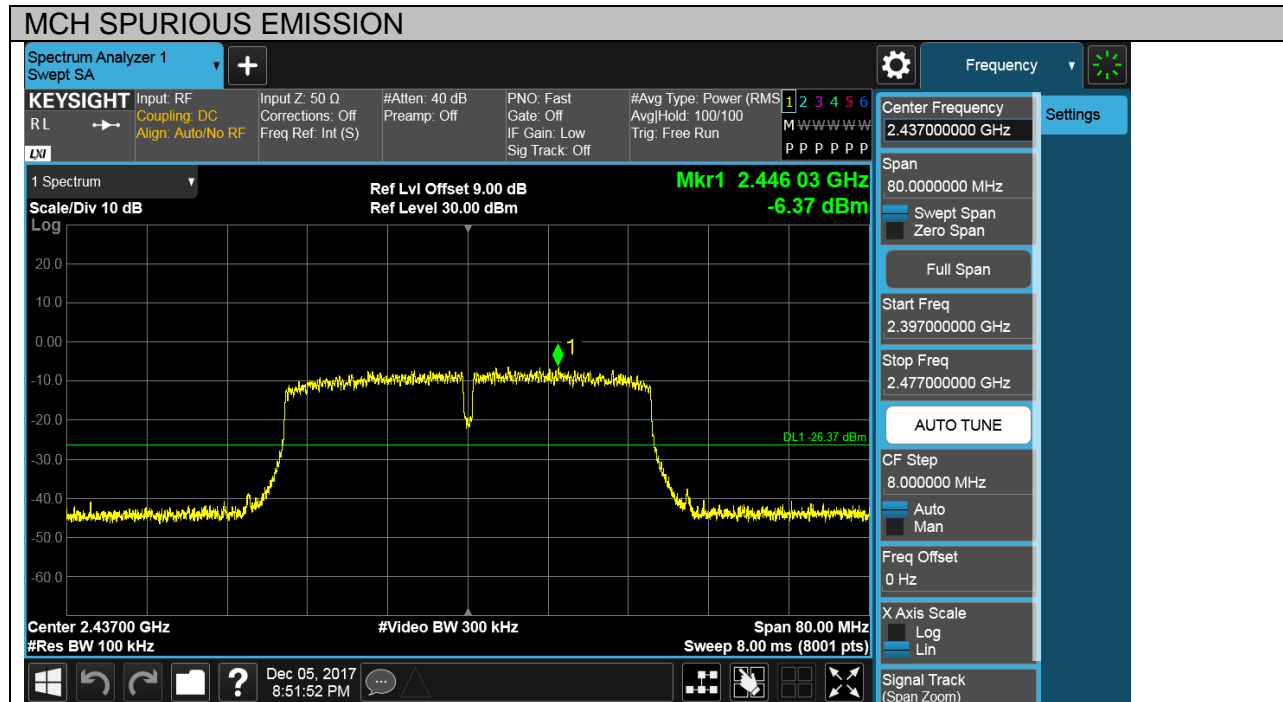 MCH SPURIOUS EMISSION
Spectrum Analyzer 1
Swept SA
Frequency
KEYSIGHT
R L
LXI
Input: RF
Coupling: DC
Align: Auto/No RF
Input Z: 50 Ω
Corrections: Off
Freq Ref: Int (S)
#Atten: 40 dB
Preamp: Off
PNO: Fast
Gate: Off
IF Gain: Low
Sig Track: Off
#Avg Type: Power (RMS
Avg|Hold: 100/100
Trig: Free Run
1 2 3 4 5 6
M W W W W W
P P P P P P
1 Spectrum
Scale/Div 10 dB
Ref Lvl Offset 9.00 dB
Ref Level 30.00 dBm
Mkr1 2.446 03 GHz
-6.37 dBm
Log
20.0
10.0
0.00
-10.0
-20.0
-30.0
-40.0
-50.0
-60.0
1
DL1 -26.37 dBm
Center 2.43700 GHz
#Res BW 100 kHz
#Video BW 300 kHz
Span 80.00 MHz
Sweep 8.00 ms (8001 pts)
?
Dec 05, 2017
8:51:52 PM
Center Frequency
2.437000000 GHz
Settings
Span
80.0000000 MHz
Swept Span
Zero Span
Full Span
Start Freq
2.397000000 GHz
Stop Freq
2.477000000 GHz
AUTO TUNE
CF Step
8.000000 MHz
Auto
Man
Freq Offset
0 Hz
X Axis Scale
Log
Lin
Signal Track
(Span Zoom)